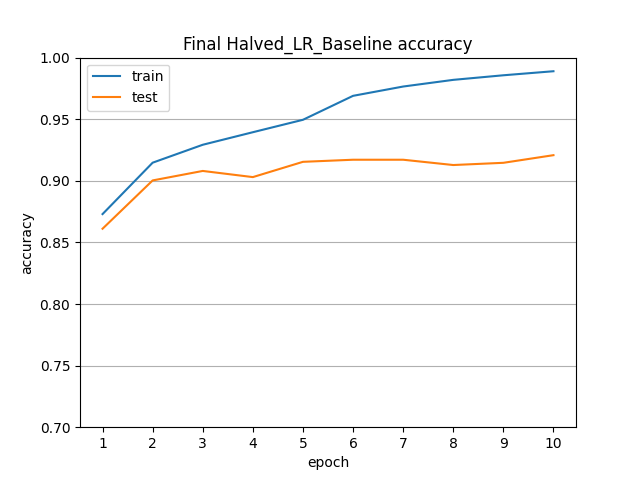 Final Halved_LR_Baseline accuracy
train
test
1.00
0.95
0.90
0.85
0.80
0.75
0.70
accuracy
1 2 3 4 5 6 7 8 9 10
epoch